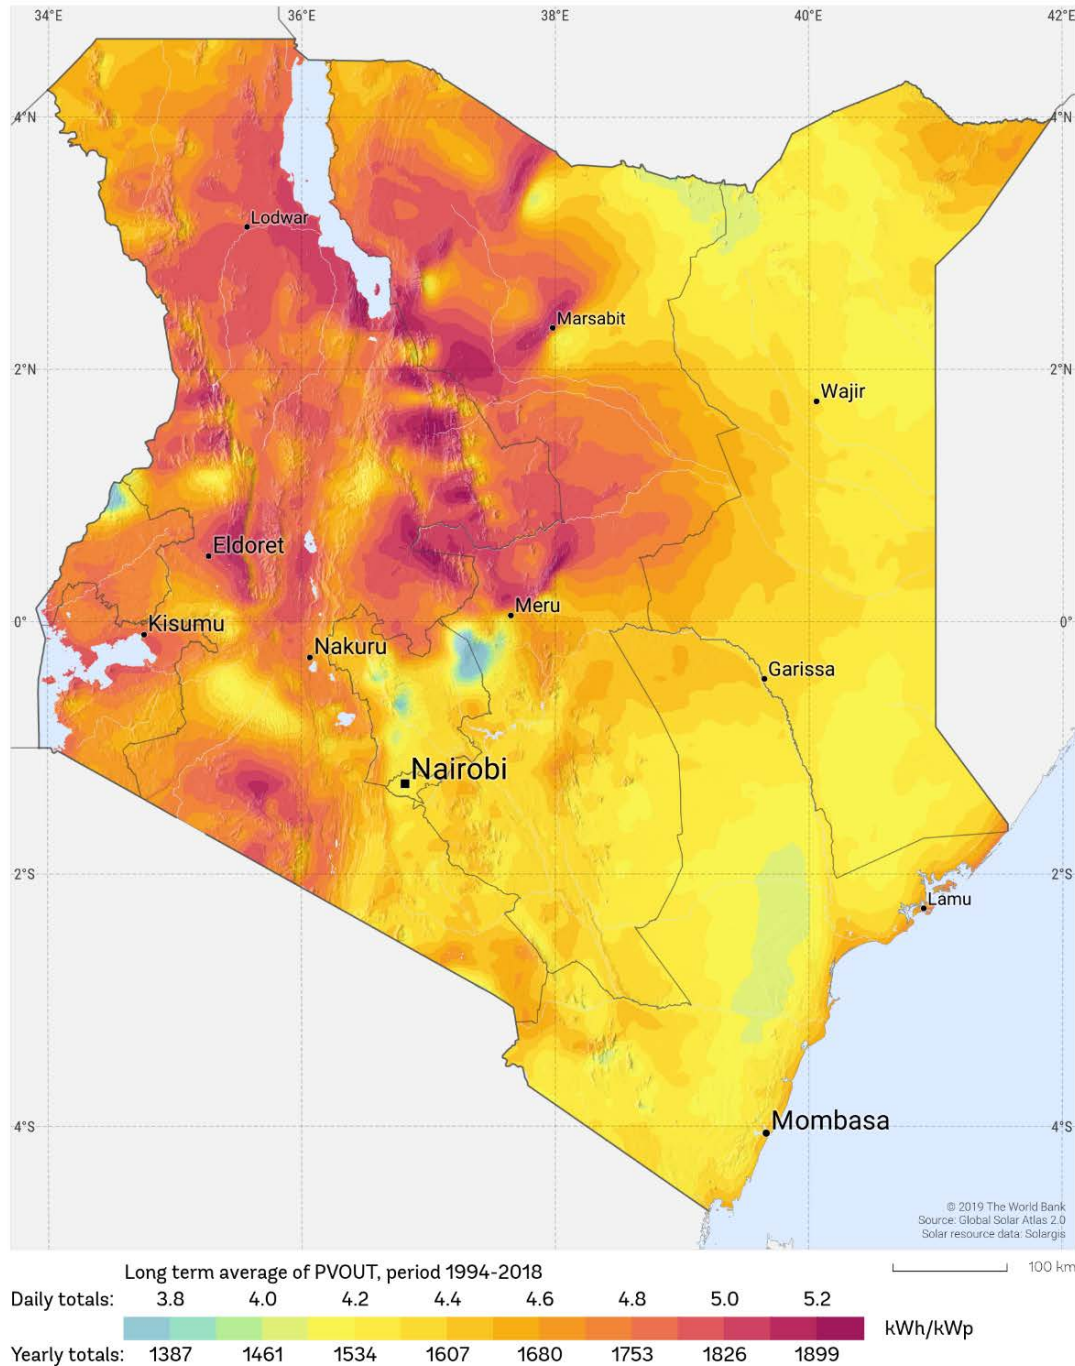 34°E 36°E 38°E 40°E 42°E
4°N 4°N
Lodwar
Marsabit
2°N 2°N
Wajir
Eldoret
Meru
Kisumu 0° 0°
Nakuru
Garissa
Nairobi
2°S 2°S
Lamu
4°S Mombasa 4°S
© 2019 The World Bank
Source: Global Solar Atlas 2.0
Solar resource data: Solargis
Long term average of PVOUT, period 1994-2018
100 km
Daily totals: 3.8 4.0 4.2 4.4 4.6 4.8 5.0 5.2
kWh/kWp
Yearly totals: 1387 1461 1534 1607 1680 1753 1826 1899